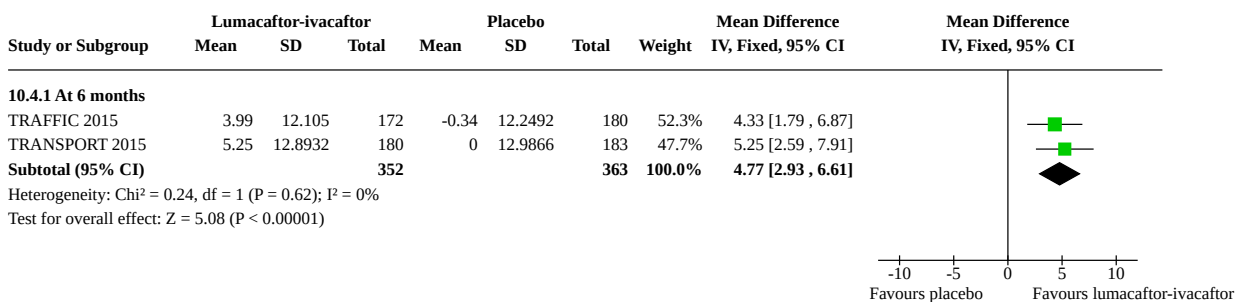 Lumacaftor-ivacaftor Placebo Mean Difference Mean Difference
Study or Subgroup Mean SD Total Mean SD Total Weight IV, Fixed, 95% CI IV, Fixed, 95% CI
10.4.1 At 6 months
TRAFFIC 2015 3.99 12.105 172 -0.34 12.2492 180 52.3% 4.33 [1.79 , 6.87]
TRANSPORT 2015 5.25 12.8932 180 0 12.9866 183 47.7% 5.25 [2.59 , 7.91]
Subtotal (95% CI) 352 363 100.0% 4.77 [2.93 , 6.61]
Heterogeneity: Chi² = 0.24, df = 1 (P = 0.62); I² = 0%
Test for overall effect: Z = 5.08 (P < 0.00001)
-10 -5 0 5 10
Favours placebo Favours lumacaftor-ivacaftor